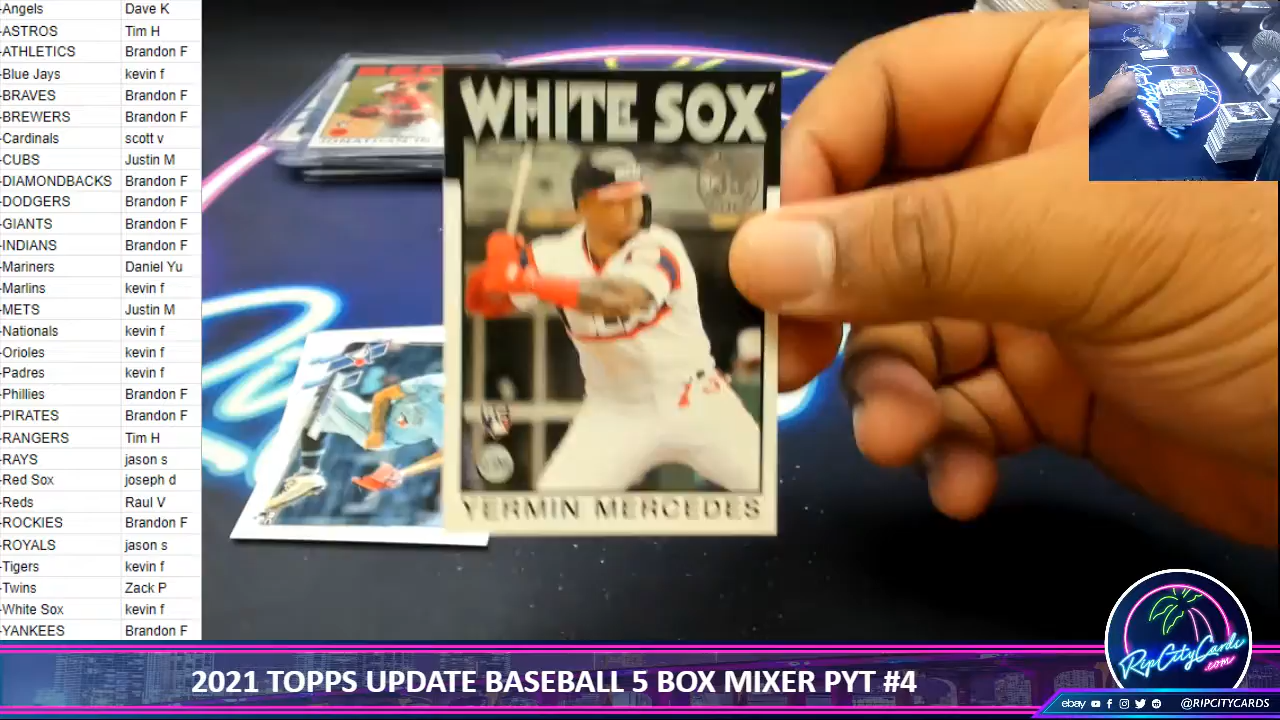 -Angels Dave K
-ASTROS Tim H
-ATHLETICS Brandon F
-Blue Jays kevin f
-BRAVES Brandon F
-BREWERS Brandon F
-Cardinals scott v
-CUBS Justin M
-DIAMONDBACKS Brandon F
-DODGERS Brandon F
-GIANTS Brandon F
-INDIANS Brandon F
-Mariners Daniel Yu
-Marlins kevin f
-METS Justin M
-Nationals kevin f
-Orioles kevin f
-Padres kevin f
-Phillies Brandon F
-PIRATES Brandon F
-RANGERS Tim H
-RAYS jason s
-Red Sox joseph d
-Reds Raul V
-ROCKIES Brandon F
-ROYALS jason s
-Tigers kevin f
-Twins Zack P
-White Sox kevin f
-YANKEES Brandon F
WHITE SOX
YERMIN MERCEDES
2021 TOPPS UPDATE BASEBALL 5 BOX MIXER PYT #4
RipCityCards
.com
ebay @RIPCITYCARDS